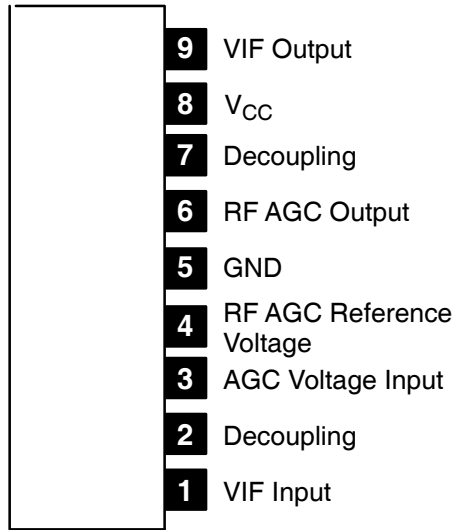 9 VIF Output
8 VCC
7 Decoupling
6 RF AGC Output
5 GND
4 RF AGC Reference
Voltage
3 AGC Voltage Input
2 Decoupling
1 VIF Input